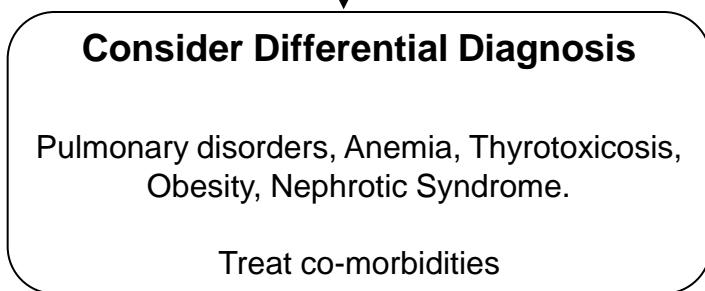 Consider Differential Diagnosis
Pulmonary disorders, Anemia, Thyrotoxicosis,
Obesity, Nephrotic Syndrome.
Treat co-morbidities